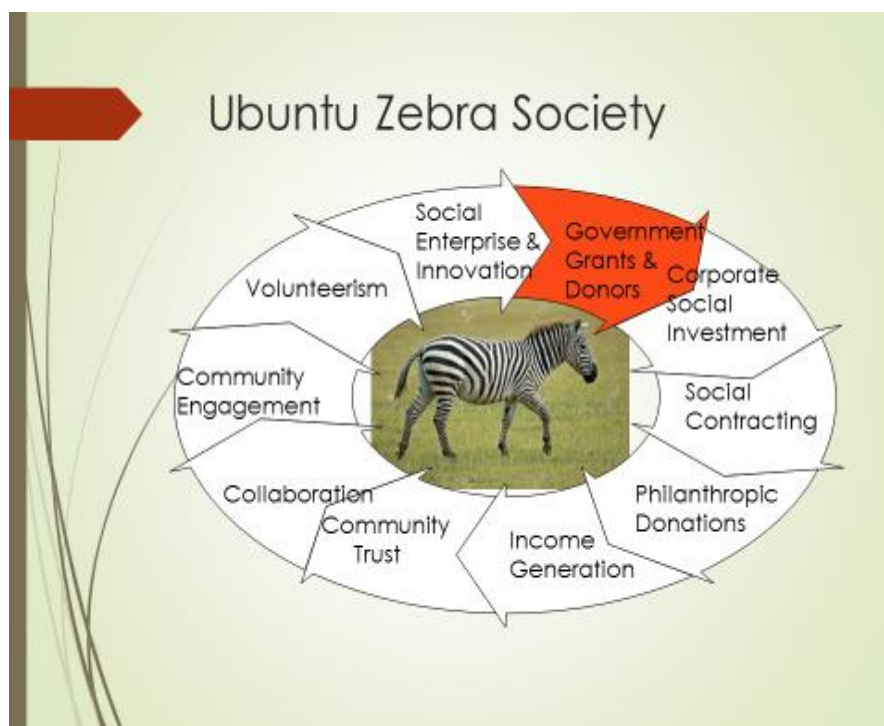 Ubuntu Zebra Society
Social
Enterprise &
Innovation
Government
Grants &
Donors
Corporate
Social
Investment
Social
Contracting
Philanthropic
Donations
Income
Generation
Community
Trust
Collaboration
Community
Engagement
Volunteerism